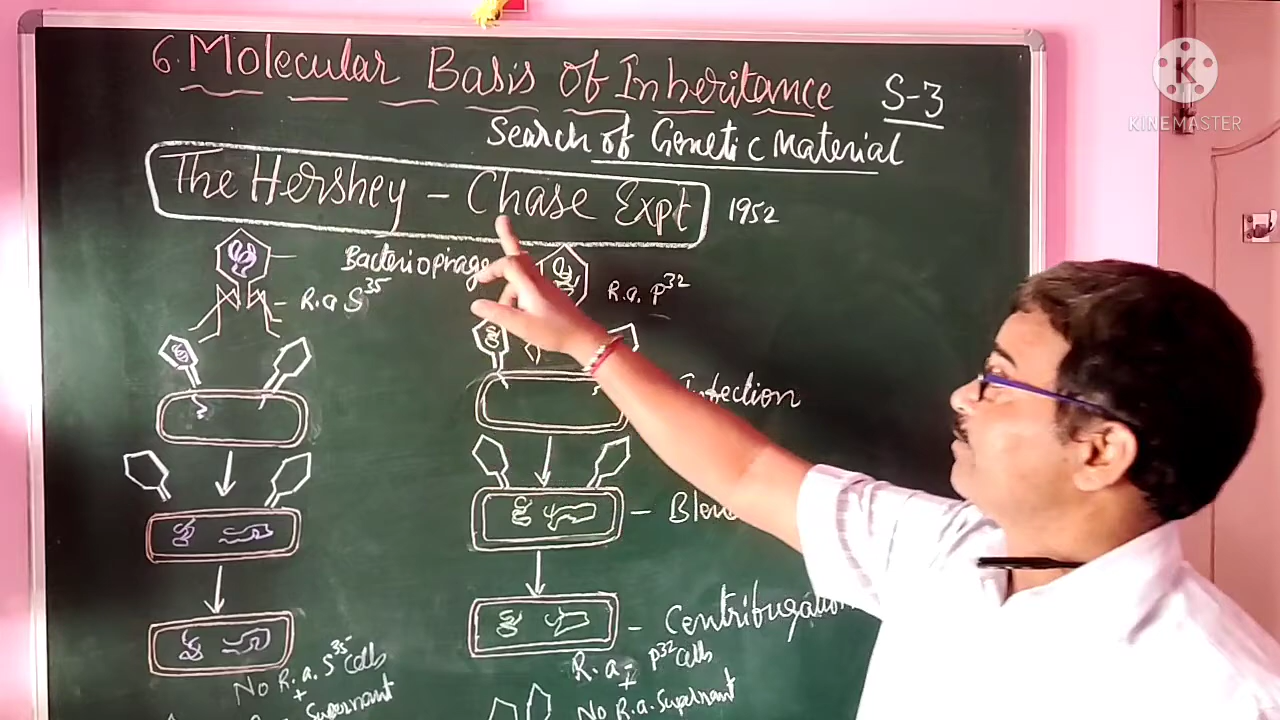 6. Molecular Basis of Inheritance S-3
Search of Genetic Material
The Hershey - Chase Expt 1952
Bacteriophage
R.a S35
R.a. P32
Infection
Centrifugation
R.a - P32 Cells
+
No R.a. Supernant
No R.a. S35 Cells
+
Supernant
K
KINEMASTER